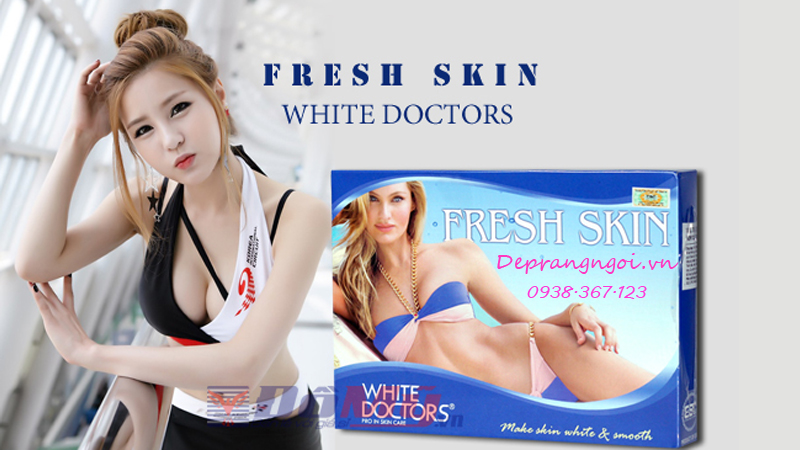 FRESH SKIN
WHITE DOCTORS
FRESH SKIN
Deprangngoi.vn
0938·367·123
WHITE
DOCTORS®
PRO IN SKIN CARE
Make skin white & smooth